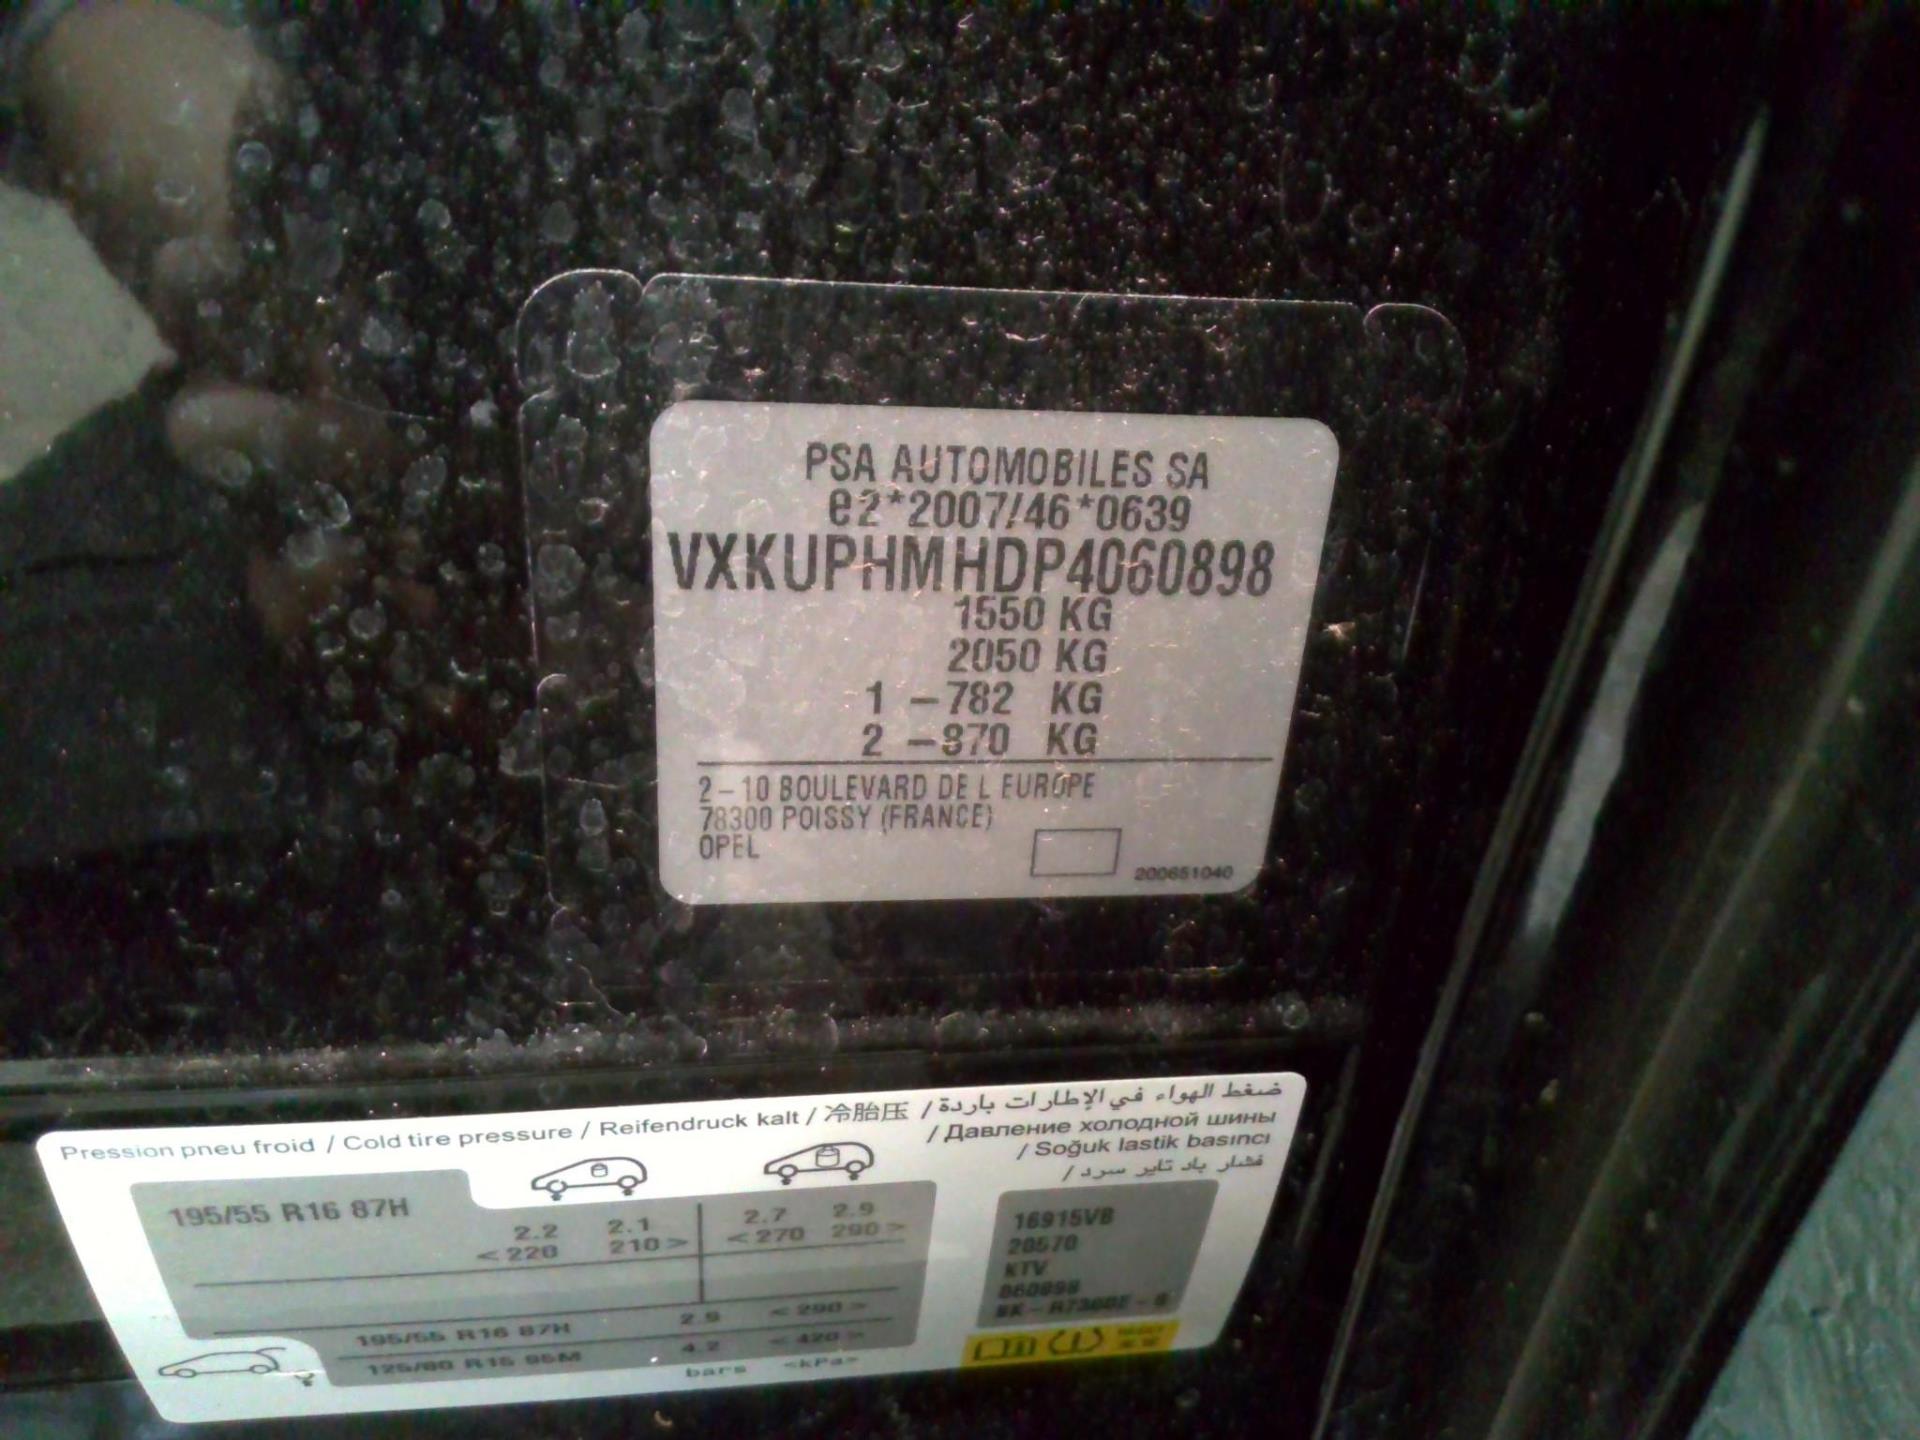 PSA AUTOMOBILES SA
e2*2007/46*0639
VXKUPHMHDP4060898
1550 KG
2050 KG
1 -782 KG
2 -870 KG
2-10 BOULEVARD DE L EUROPE
78300 POISSY (FRANCE)
OPEL
200651040
Pression pneu froid / Cold tire pressure / Reifendruck kalt / 冷胎压 / ضغط الهواء في الإطارات باردة
/ Давление холодной шины
/ Soğuk lastik basıncı
/ فشار باد تایر سرد
195/55 R16 87H
2.2 2.1 2.7 2.9
<220 210> <270 290>
195/55 R16 87H 2.9 <290>
125/80 R15 95M 4.2 <420>
bars <kPa>
16915VB
20570
KTV
060898